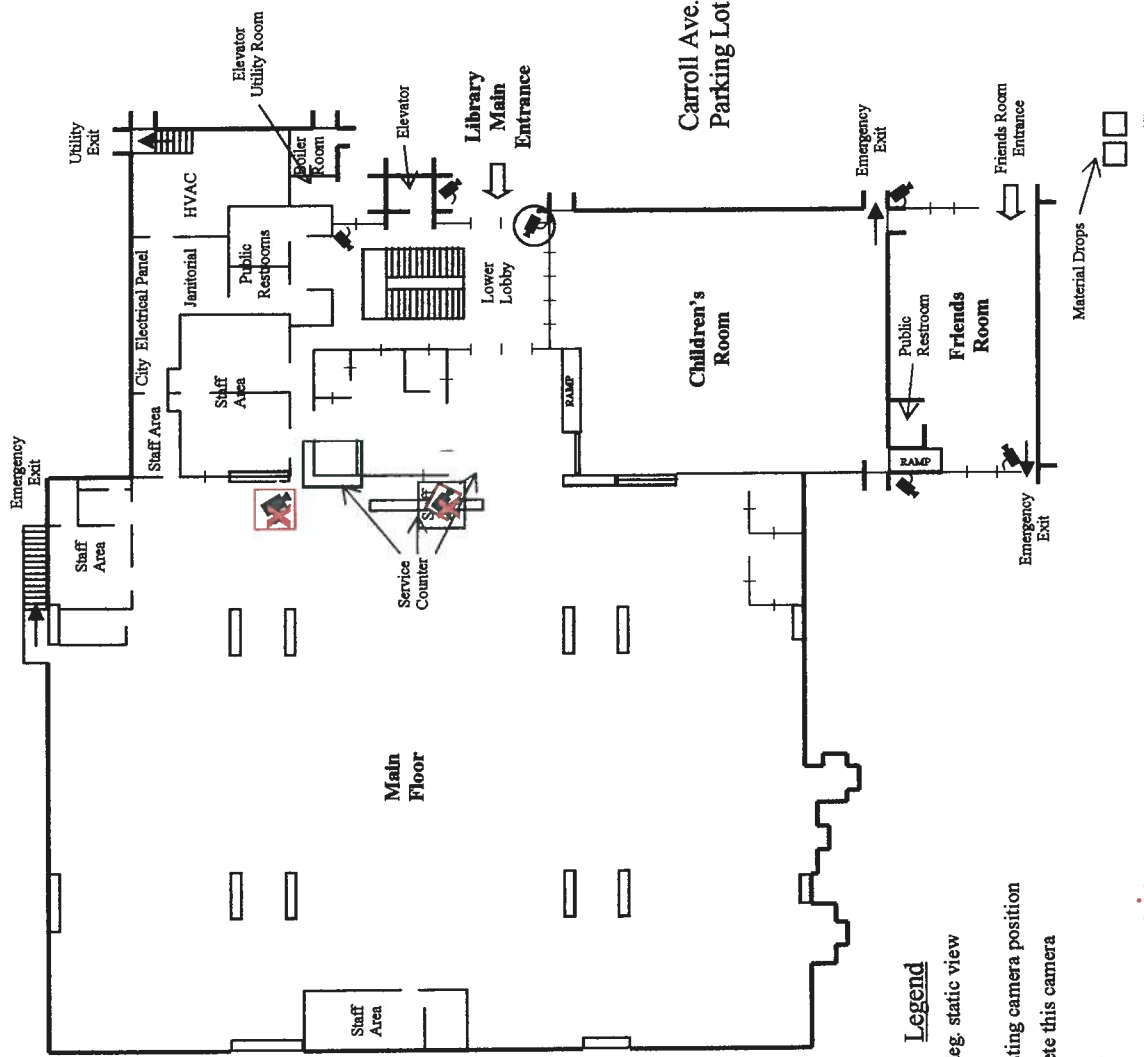 Carroll Ave.
Parking Lot
Elevator
Utility Room
Utility
Exit
Elevator
Library
Main
Entrance
Boiler
Room
HVAC
Emergency
Exit
Friends Room
Entrance
City Electrical Panel
Janitorial
Public
Restrooms
Lower
Lobby
Material Drops
Staff Area
Staff
Area
RAMP
Children's
Room
Public
Restroom
Friends
Room
Emergency
Exit
RAMP
Staff
Area
Service
Counter
Emergency
Exit
Main
Floor
Staff
Area
Legend
eg. static view
ting camera position
te this camera